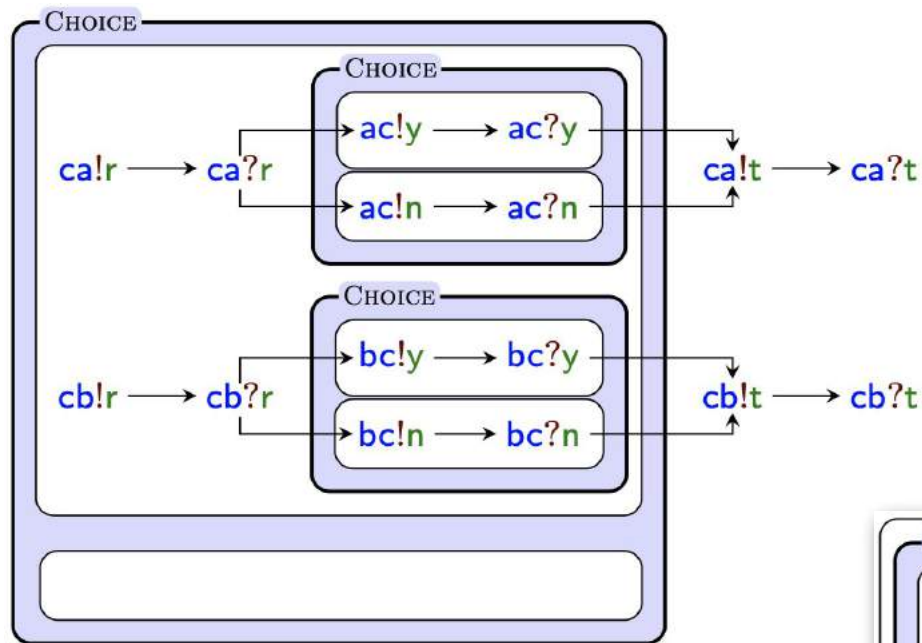 CHOICE
CHOICE
ac!y ac?y
ca!r ca?r ca!t ca?t
ac!n ac?n
CHOICE
bc!y bc?y
cb!r cb?r cb!t cb?t
bc!n bc?n